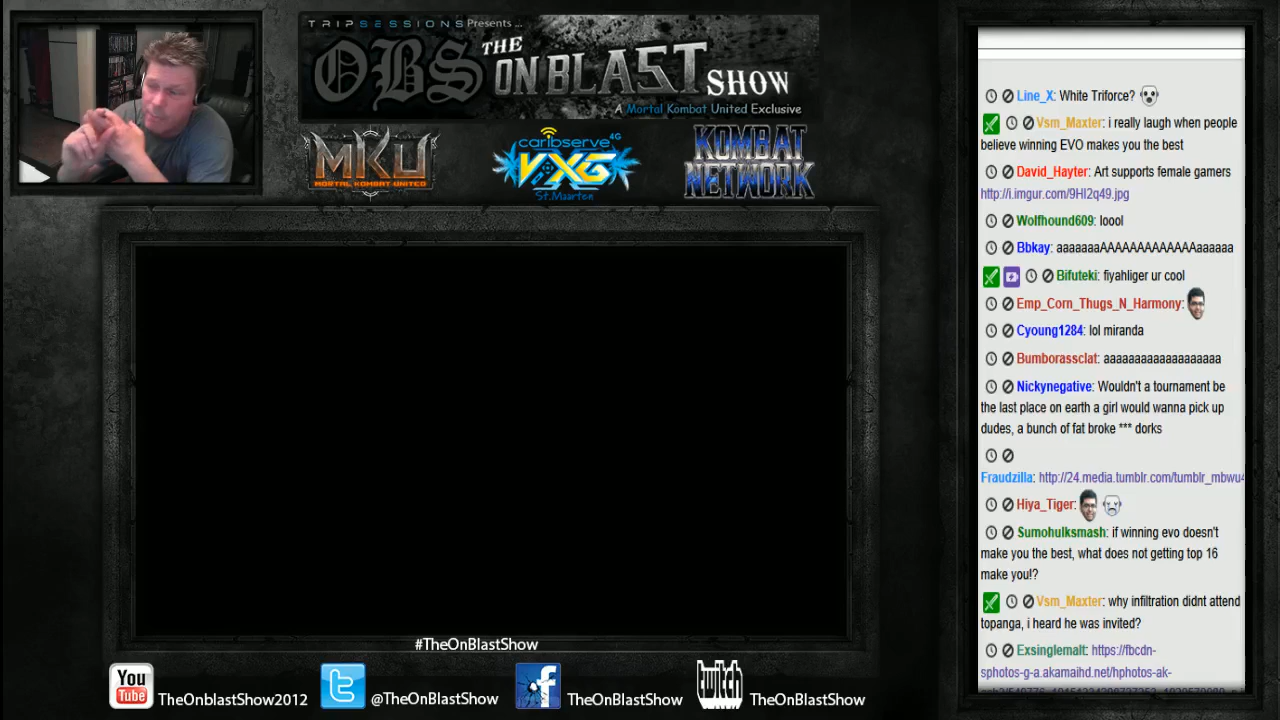 TRIPSESSIONS Presents ...
OBS THE ON BLAST SHOW
A Mortal Kombat United Exclusive
MKU
MORTAL KOMBAT UNITED
caribserve 4G
VXG
St.Maarten
KOMBAT
NETWORK
Line_X: White Triforce?
Vsm_Maxter: i really laugh when people
believe winning EVO makes you the best
David_Hayter: Art supports female gamers
http://i.imgur.com/9HI2q49.jpg
Wolfhound609: loool
Bbkay: aaaaaaaAAAAAAAAAAAAAaaaaaa
Bifuteki: fiyahliger ur cool
Emp_Corn_Thugs_N_Harmony:
Cyoung1284: lol miranda
Bumborassclat: aaaaaaaaaaaaaaaaaaa
Nickynegative: Wouldn't a tournament be
the last place on earth a girl would wanna pick up
dudes, a bunch of fat broke *** dorks
Fraudzilla: http://24.media.tumblr.com/tumblr_mbwu4
Hiya_Tiger:
Sumohulksmash: if winning evo doesn't
make you the best, what does not getting top 16
make you!?
Vsm_Maxter: why infiltration didnt attend
topanga, i heard he was invited?
Exsinglemalt: https://fbcdn-
sphotos-g-a.akamaihd.net/hphotos-ak-
#TheOnBlastShow
You
Tube
TheOnblastShow2012
@TheOnBlastShow
TheOnBlastShow
twitch
TheOnBlastShow